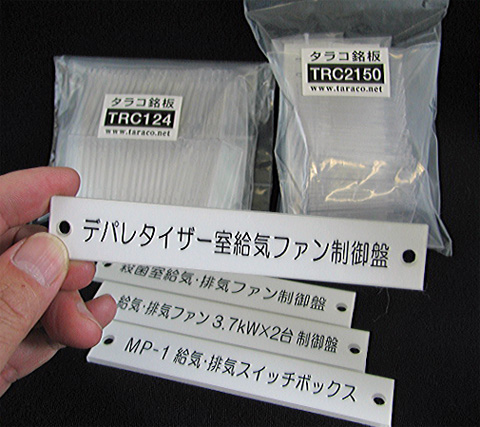 タラコ銘板
TRC124
www.taraco.net
タラコ銘板
TRC2150
www.taraco.net
デパレタイザー室給気ファン制御盤
殺菌室給気・排気ファン制御盤
給気・排気ファン 3.7kW×2台 制御盤
MP-1 給気・排気スイッチボックス